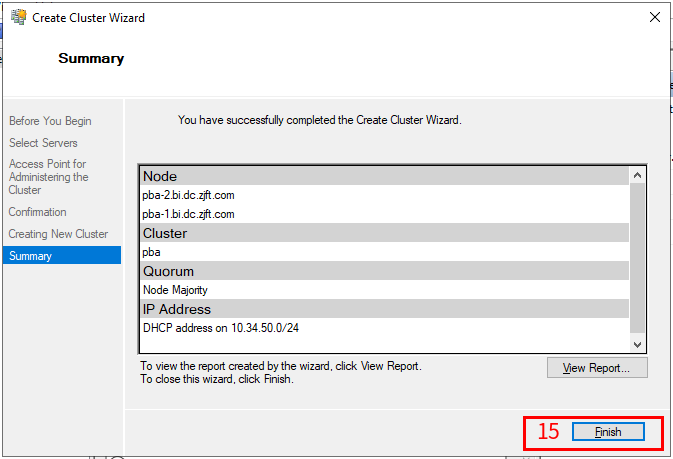 Create Cluster Wizard
Summary
Before You Begin
Select Servers
Access Point for
Administering the
Cluster
Confirmation
Creating New Cluster
Summary
You have successfully completed the Create Cluster Wizard.
Node
pba-2.bi.dc.zjft.com
pba-1.bi.dc.zjft.com
Cluster
pba
Quorum
Node Majority
IP Address
DHCP address on 10.34.50.0/24
To view the report created by the wizard, click View Report.
To close this wizard, click Finish.
View Report...
15
Finish